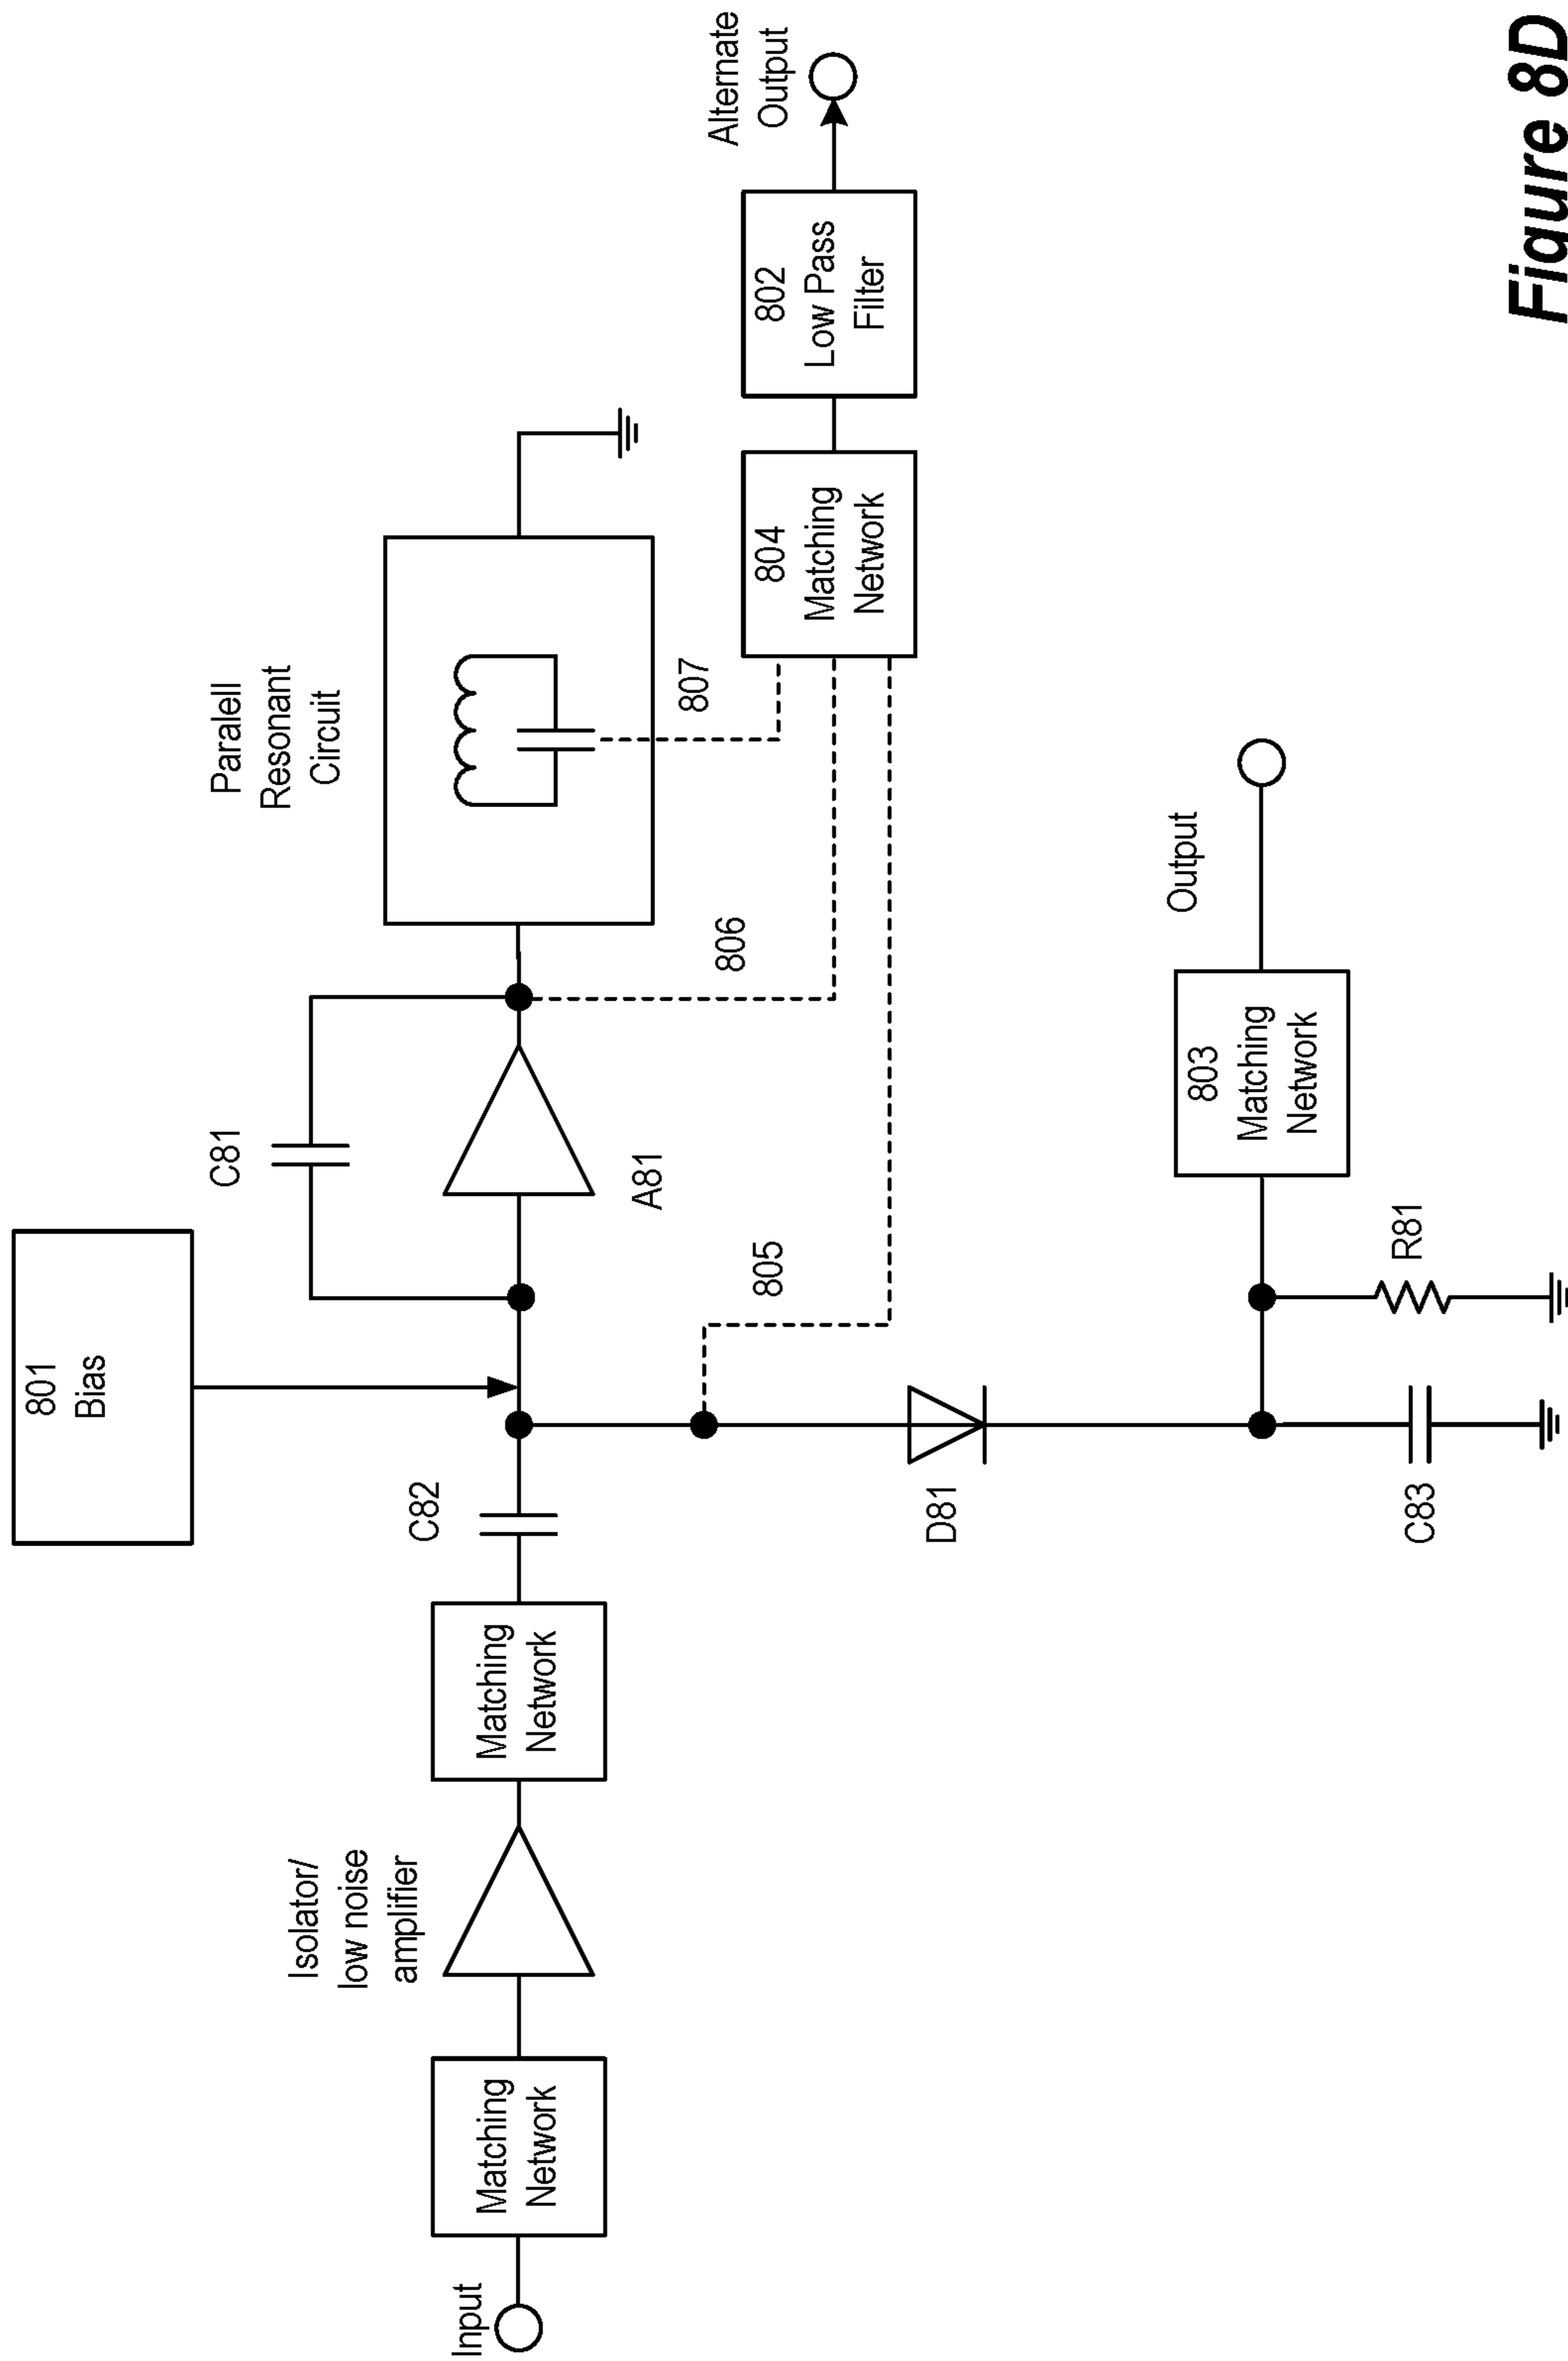 801
Bias
C81
A81
Paralell
Resonant
Circuit
Isolator/
low noise
amplifier
Input
Matching
Network
Matching
Network
C82
805
806
807
804
Matching
Network
802
Low Pass
Filter
Alternate
Output
D81
C83
R81
803
Matching
Network
Output
Figure 8D